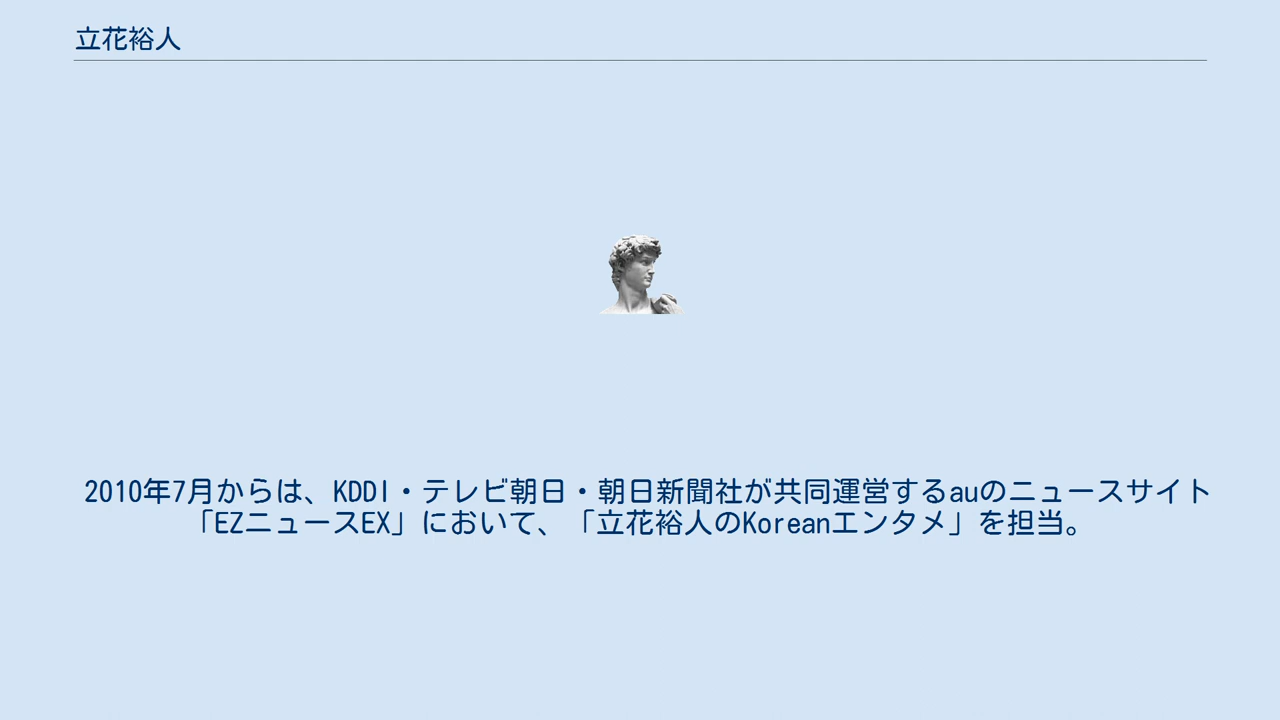 立花裕人
2010年7月からは、KDDI・テレビ朝日・朝日新聞社が共同運営するauのニュースサイト
「EZニュースEX」において、「立花裕人のKoreanエンタメ」を担当。